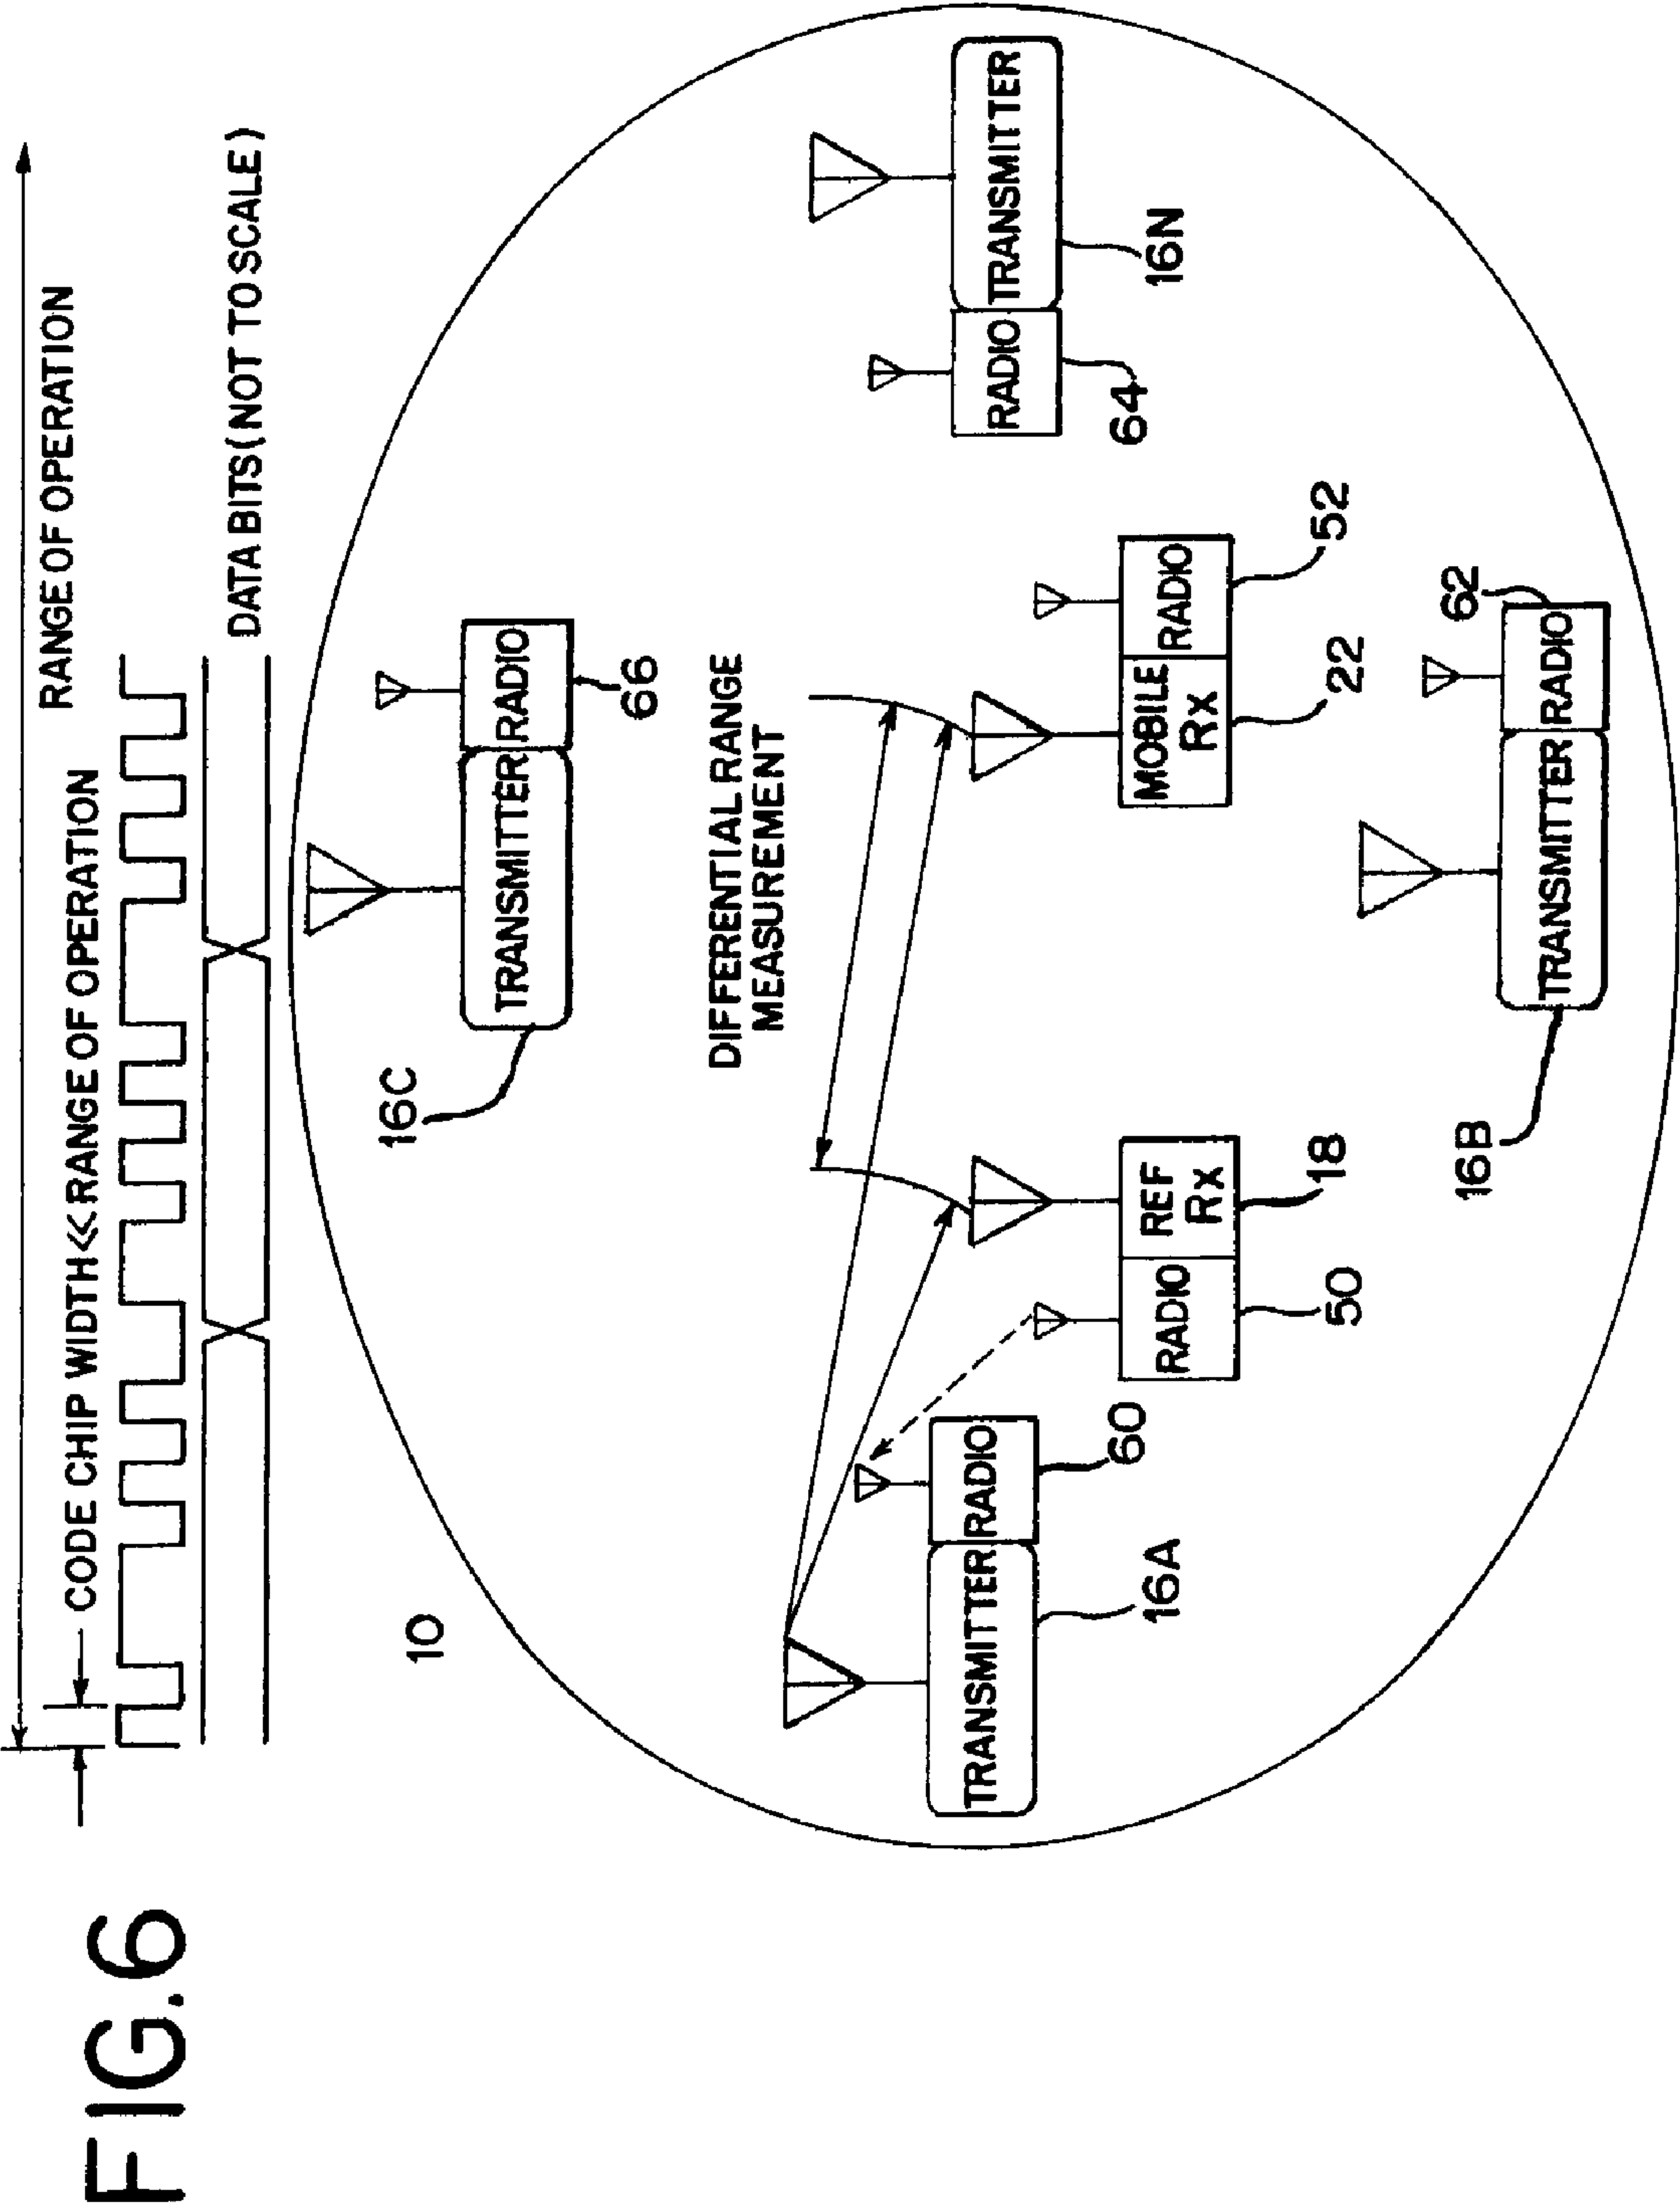 FIG.6
RANGE OF OPERATION
CODE CHIP WIDTH<<RANGE OF OPERATION
DATA BITS (NOT TO SCALE)
10
16C
TRANSMITTER RADIO
66
DIFFERENTIAL RANGE
MEASUREMENT
TRANSMITTER RADIO
16A
60
RADIO
REF
Rx
50
18
MOBILE
Rx
RADIO
22
52
RADIO TRANSMITTER
64
16N
16B
TRANSMITTER RADIO
62